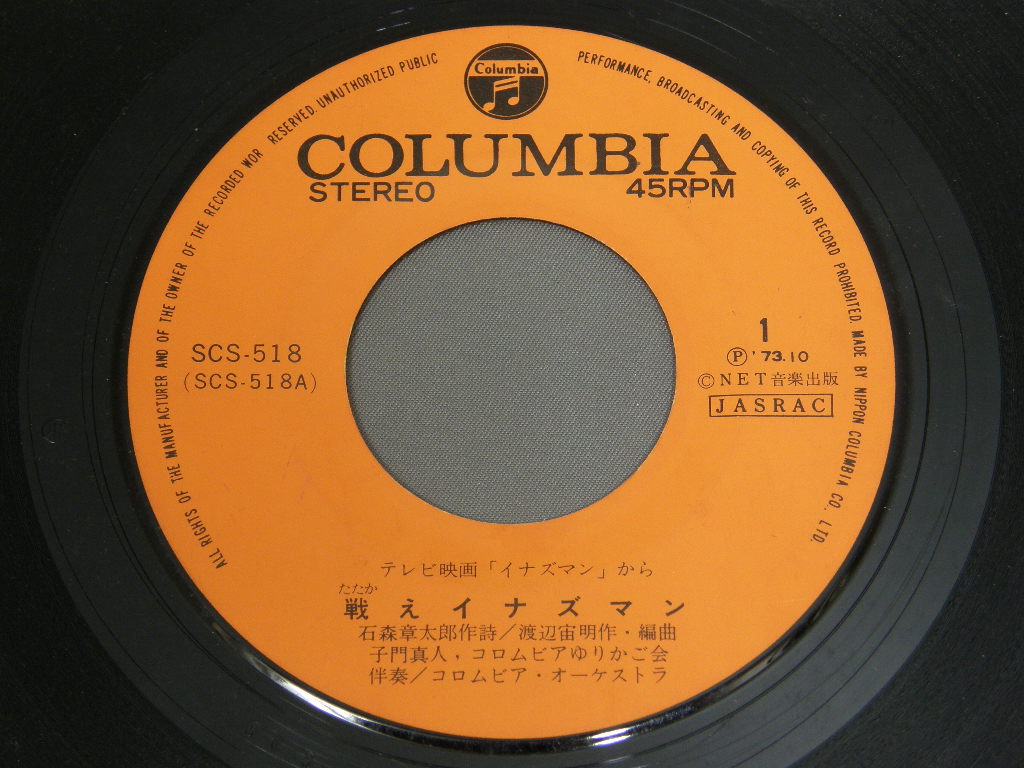 Columbia
ALL RIGHTS OF THE MANUFACTURER AND OF THE OWNER OF THE RECORDED WOR RESERVED. UNAUTHORIZED PUBLIC PERFORMANCE, BROADCASTING AND COPYING OF THIS RECORD PROHIBITED. MADE BY NIPPON COLUMBIA CO., LTD.
COLUMBIA
STEREO 45RPM
SCS-518
(SCS-518A)
1
Ⓟ'73.10
©NET音楽出版
JASRAC
テレビ映画「イナズマン」から
たたか
戦えイナズマン
石森章太郎作詩/渡辺宙明作・編曲
子門真人,コロムビアゆりかご会
伴奏/コロムビア・オーケストラ